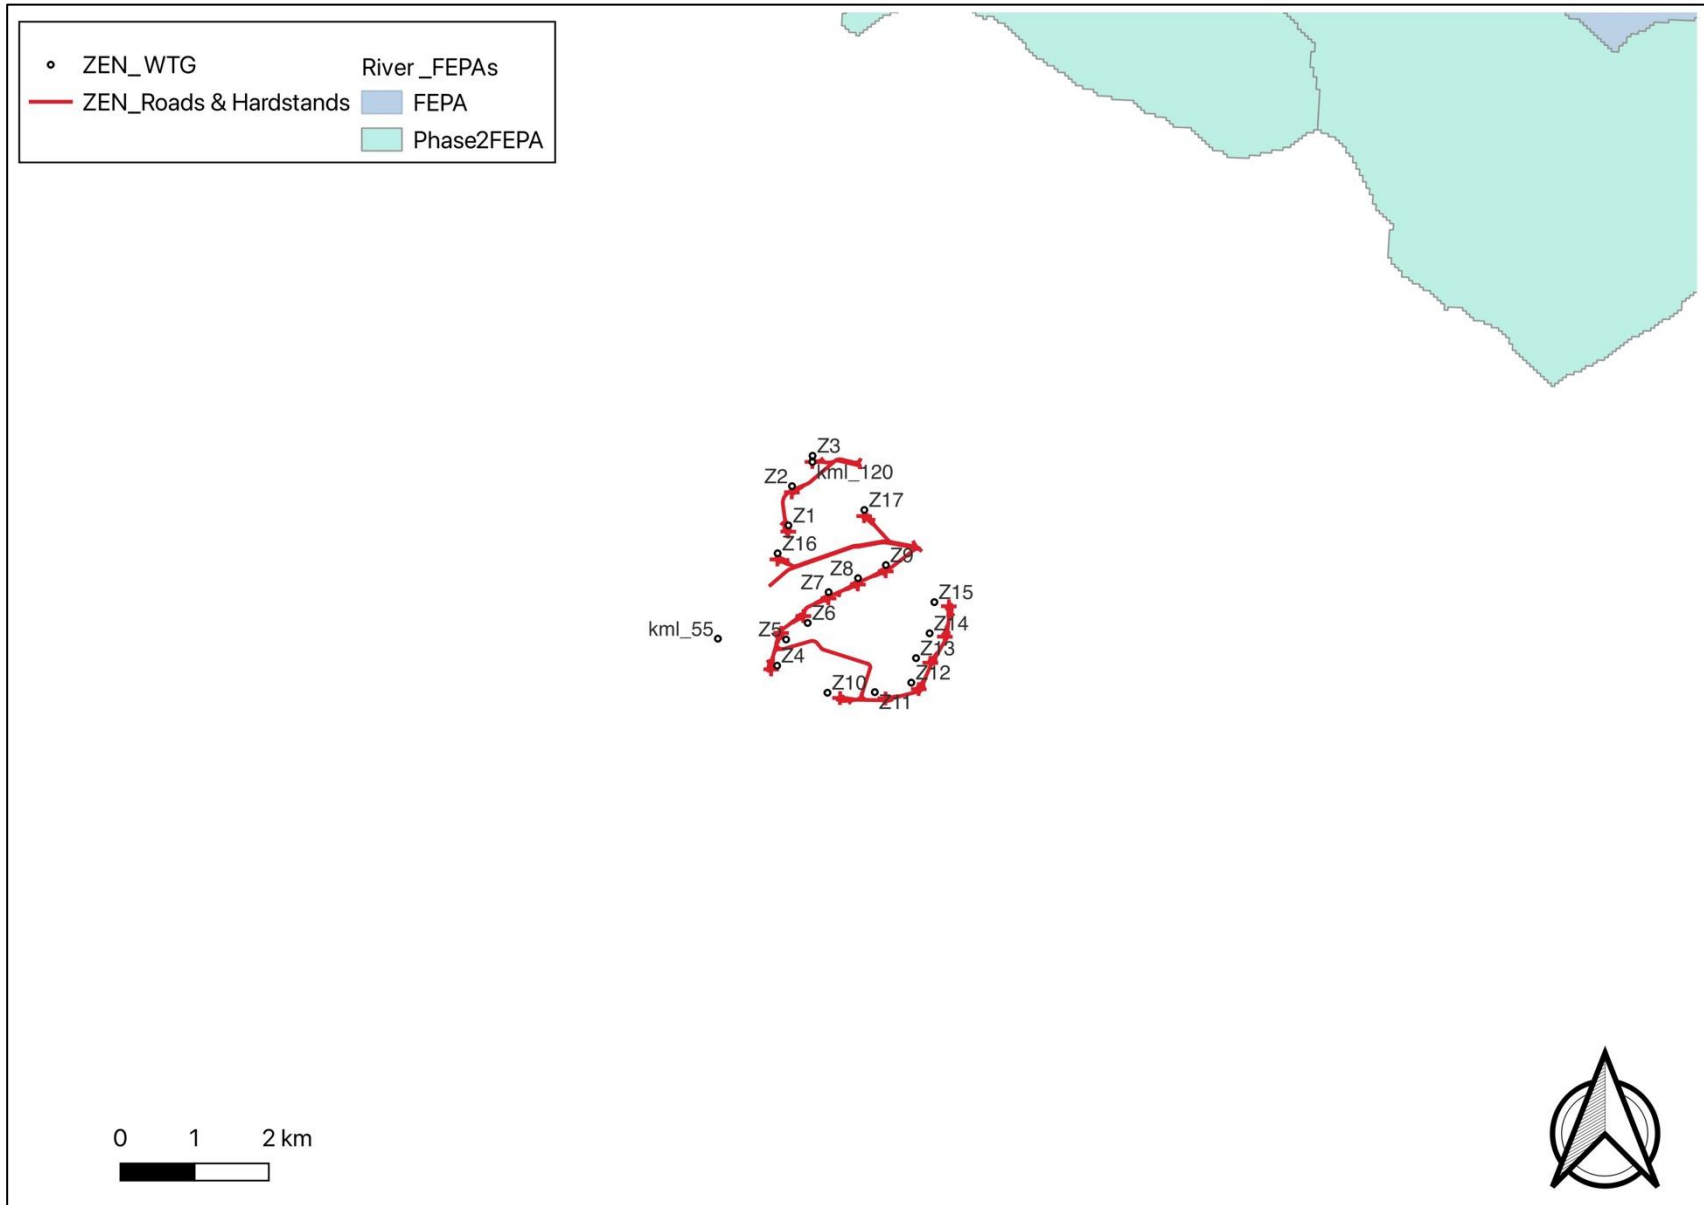 ZEN_WTG
ZEN_Roads & Hardstands
River _FEPAs
FEPA
Phase2FEPA
Z3
kml_120
Z2
Z17
Z1
Z16
Z9
Z8
Z7
Z15
Z6
Z14
kml_55
Z5
Z13
Z4
Z12
Z10
Z11
0 1 2 km